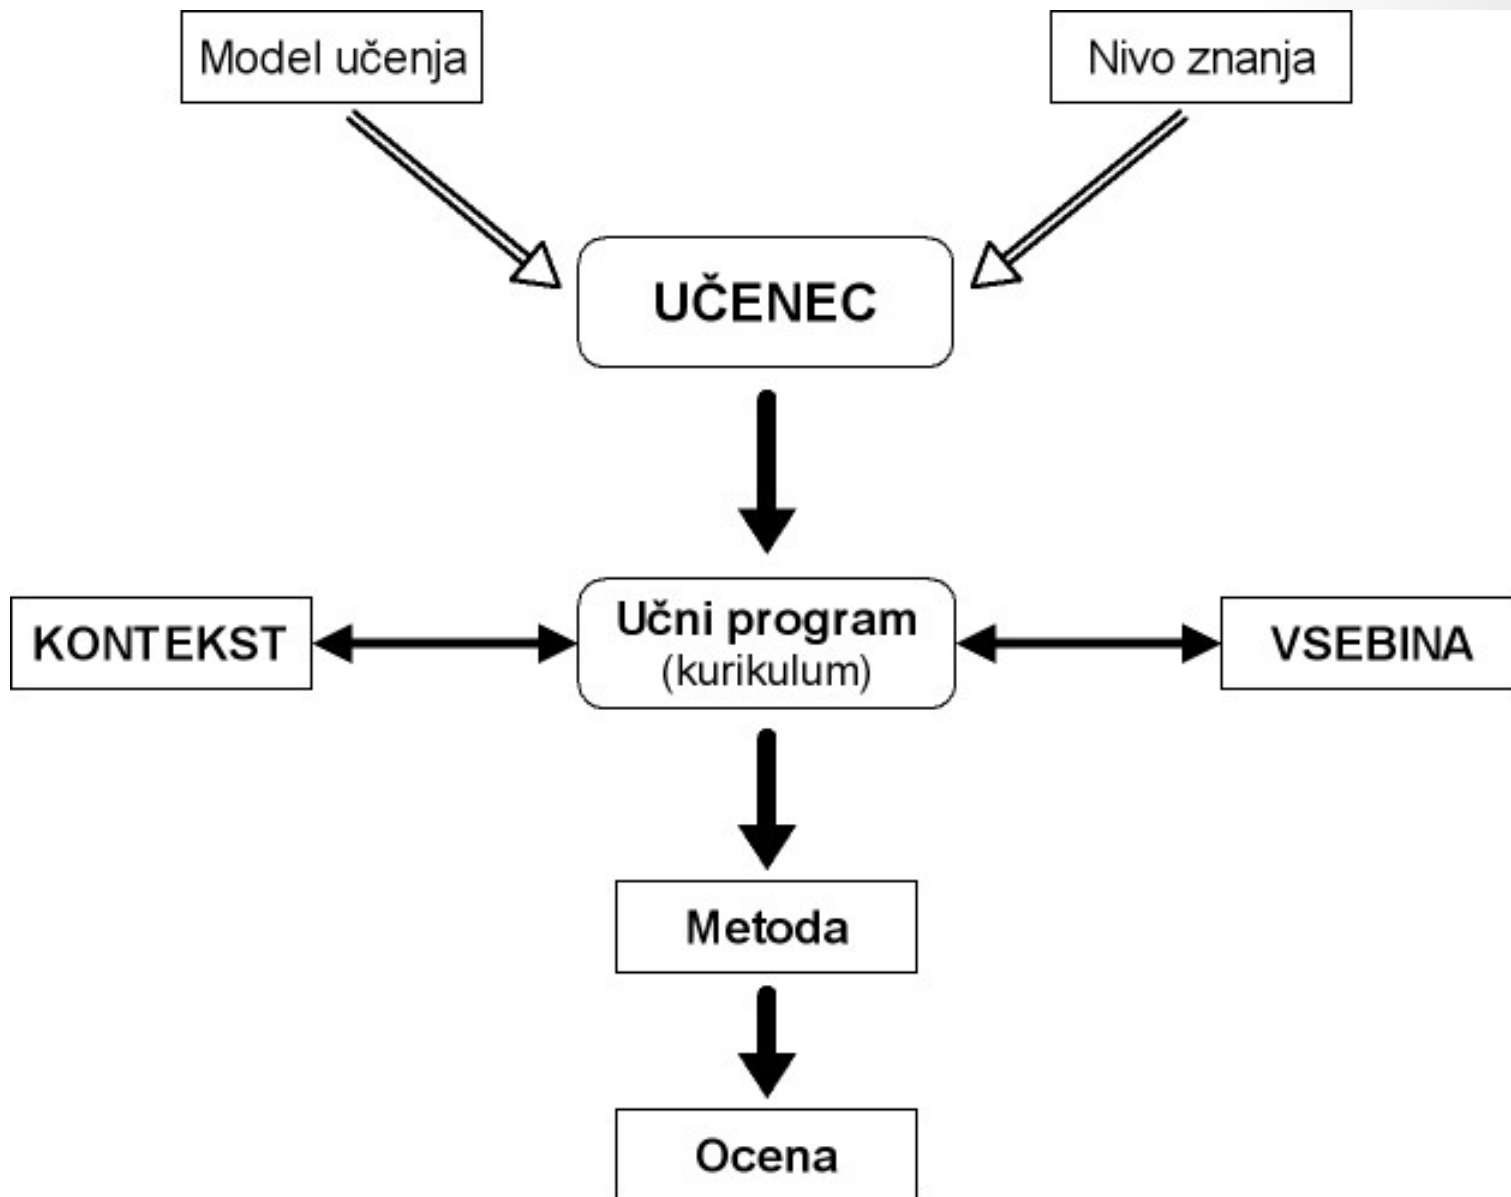 Model učenja
Nivo znanja
UČENEC
KONTEKST
Učni program
(kurikulum)
VSEBINA
Metoda
Ocena